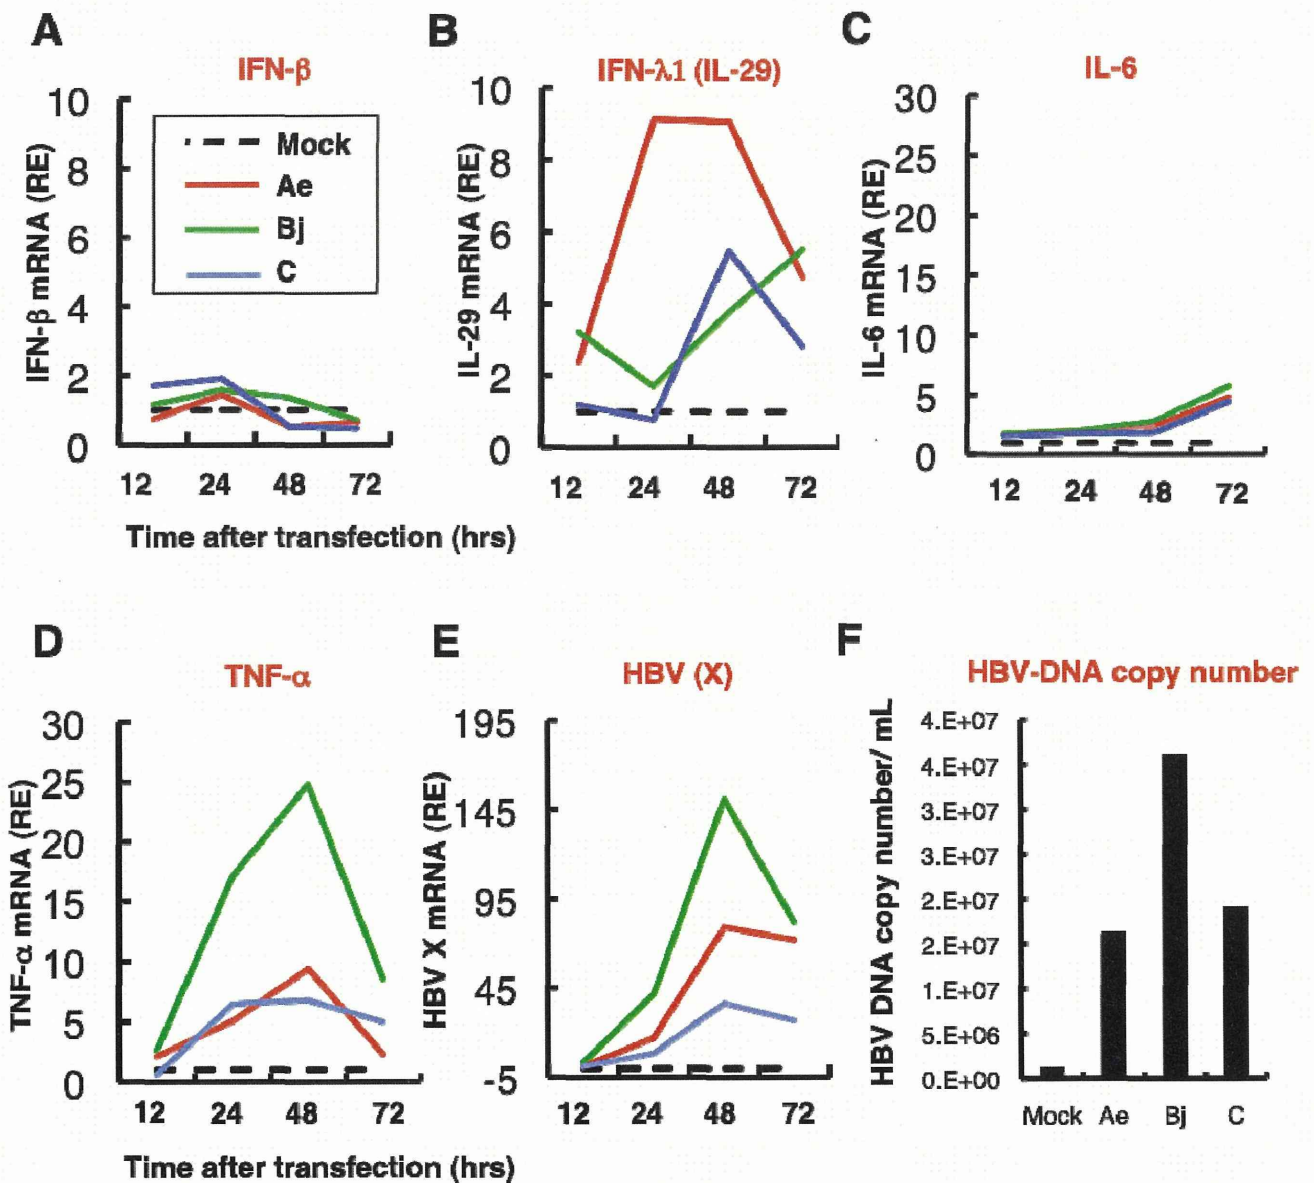 A
IFN-β
IFN-β mRNA (RE)
10
8
6
4
2
0
Mock
Ae
Bj
C
12 24 48 72
Time after transfection (hrs)
B
IFN-λ1 (IL-29)
IL-29 mRNA (RE)
10
8
6
4
2
0
12 24 48 72
C
IL-6
IL-6 mRNA (RE)
30
25
20
15
10
5
0
12 24 48 72
D
TNF-α
TNF-α mRNA (RE)
30
25
20
15
10
5
0
12 24 48 72
Time after transfection (hrs)
E
HBV (X)
HBV X mRNA (RE)
195
145
95
45
-5
12 24 48 72
F
HBV-DNA copy number
HBV DNA copy number/ mL
4.E+07
4.E+07
3.E+07
3.E+07
2.E+07
2.E+07
1.E+07
5.E+06
0.E+00
Mock Ae Bj C